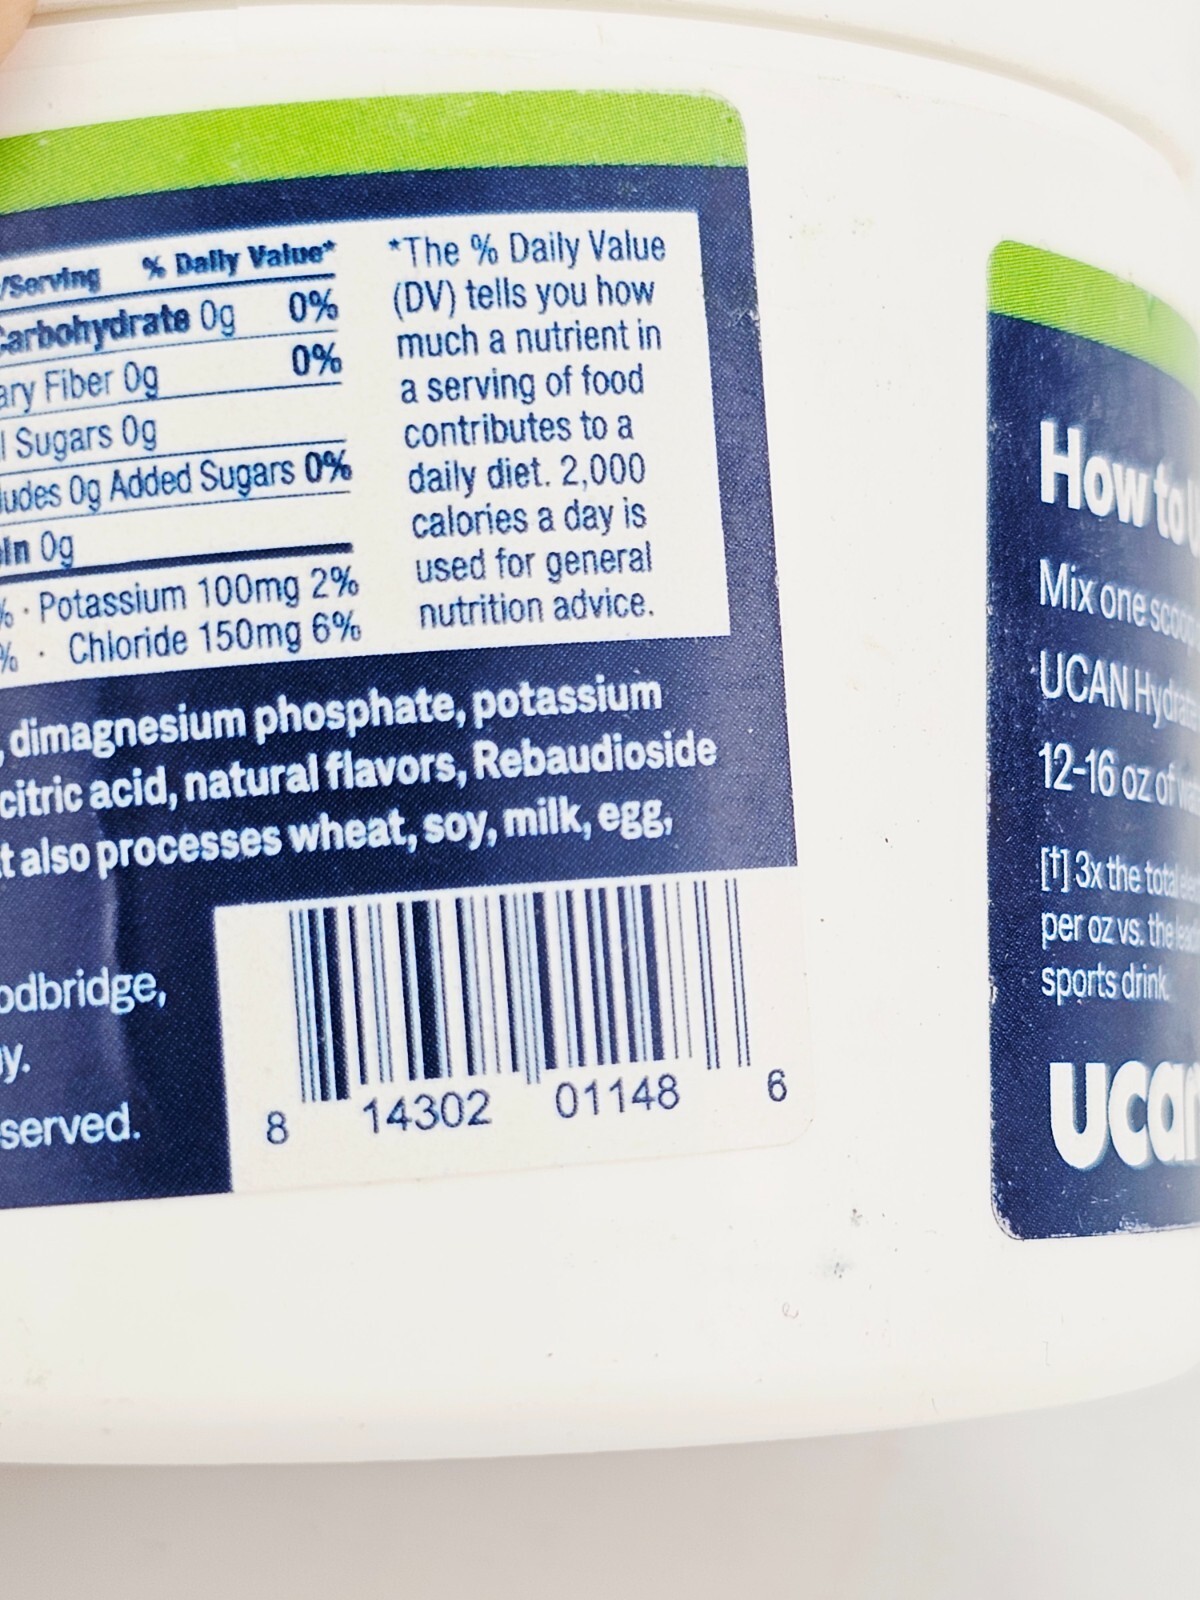 /Serving % Daily Value*
Carbohydrate 0g 0%
ary Fiber 0g 0%
l Sugars 0g
ludes 0g Added Sugars 0%
in 0g
% · Potassium 100mg 2%
% · Chloride 150mg 6%
*The % Daily Value
(DV) tells you how
much a nutrient in
a serving of food
contributes to a
daily diet. 2,000
calories a day is
used for general
nutrition advice.
, dimagnesium phosphate, potassium
citric acid, natural flavors, Rebaudioside
t also processes wheat, soy, milk, egg,
odbridge,
y.
served.
8 14302 01148 6
How to
Mix one scoop
UCAN Hydra
12-16 oz of
[†] 3x the total
per oz vs. the
sports drink.
ucan